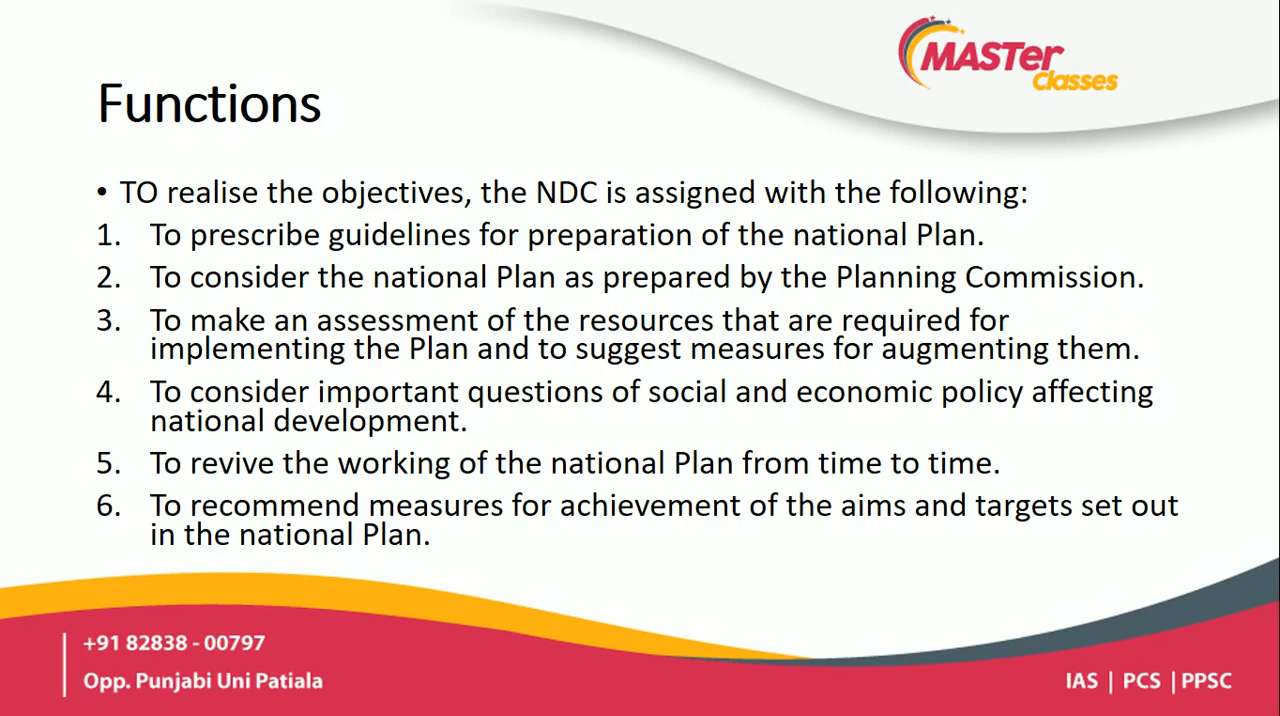 MASTer
Classes
Functions
• TO realise the objectives, the NDC is assigned with the following:
1. To prescribe guidelines for preparation of the national Plan.
2. To consider the national Plan as prepared by the Planning Commission.
3. To make an assessment of the resources that are required for
implementing the Plan and to suggest measures for augmenting them.
4. To consider important questions of social and economic policy affecting
national development.
5. To revive the working of the national Plan from time to time.
6. To recommend measures for achievement of the aims and targets set out
in the national Plan.
+91 82838 - 00797
Opp. Punjabi Uni Patiala
IAS | PCS | PPSC